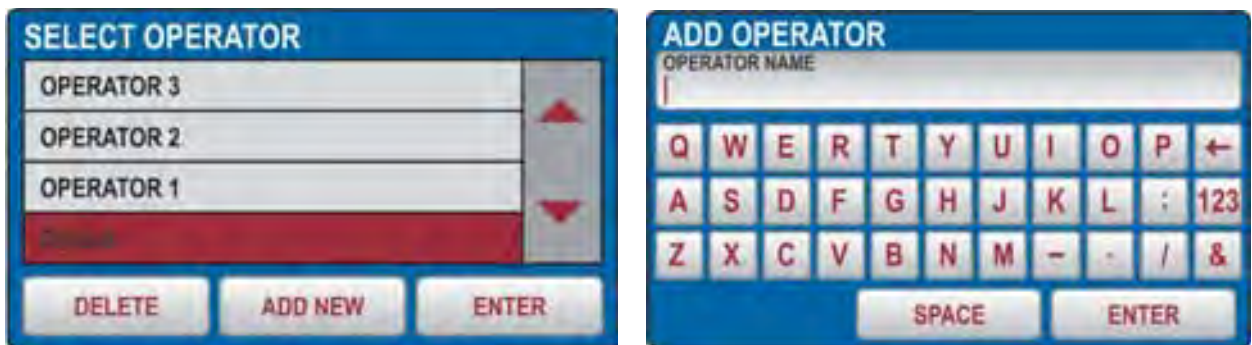 SELECT OPERATOR
OPERATOR 3
OPERATOR 2
OPERATOR 1
DELETE ADD NEW ENTER
ADD OPERATOR
OPERATOR NAME
Q W E R T Y U I O P ←
A S D F G H J K L : 123
Z X C V B N M – . / &
SPACE ENTER